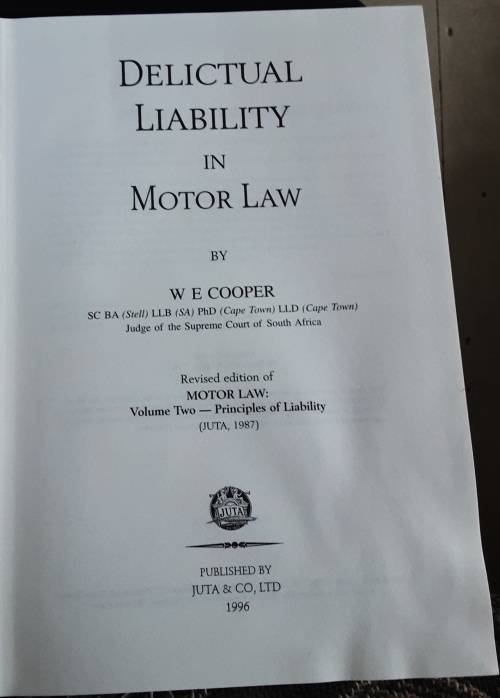 DELICTUAL
LIABILITY
IN
MOTOR LAW
BY
W E COOPER
SC BA (Stell) LLB (SA) PhD (Cape Town) LLD (Cape Town)
Judge of the Supreme Court of South Africa
Revised edition of
MOTOR LAW:
Volume Two — Principles of Liability
(JUTA, 1987)
JUTA
PUBLISHED BY
JUTA & CO, LTD
1996